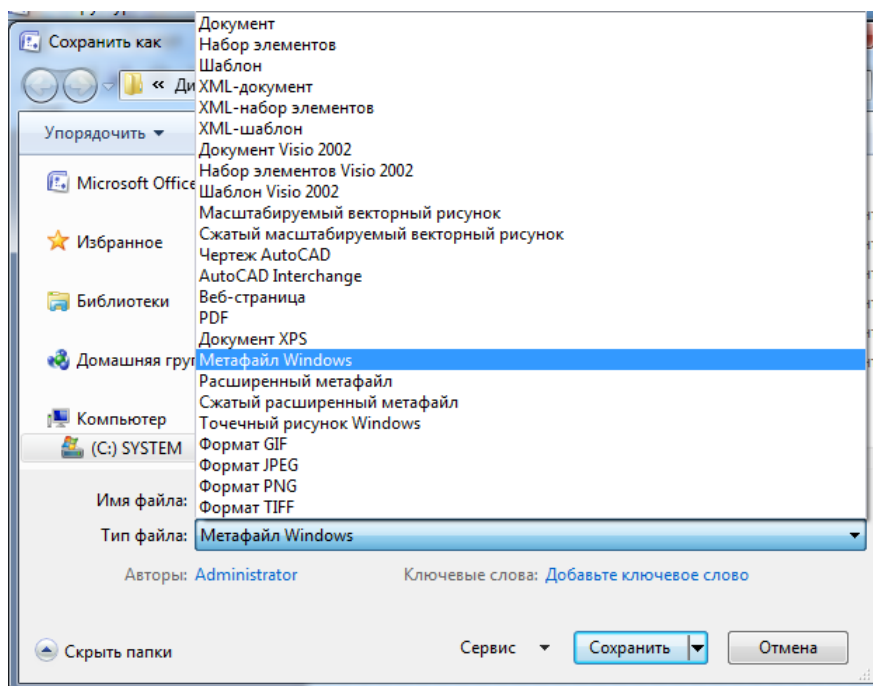 Сохранить как
« Ди
Упорядочить
Microsoft Office
Избранное
Библиотеки
Домашняя груп
Компьютер
(C:) SYSTEM
Документ
Набор элементов
Шаблон
XML-документ
XML-набор элементов
XML-шаблон
Документ Visio 2002
Набор элементов Visio 2002
Шаблон Visio 2002
Масштабируемый векторный рисунок
Сжатый масштабируемый векторный рисунок
Чертеж AutoCAD
AutoCAD Interchange
Веб-страница
PDF
Документ XPS
Метафайл Windows
Расширенный метафайл
Сжатый расширенный метафайл
Точечный рисунок Windows
Формат GIF
Формат JPEG
Формат PNG
Формат TIFF
Имя файла:
Тип файла: Метафайл Windows
Авторы: Administrator Ключевые слова: Добавьте ключевое слово
Скрыть папки Сервис Сохранить Отмена